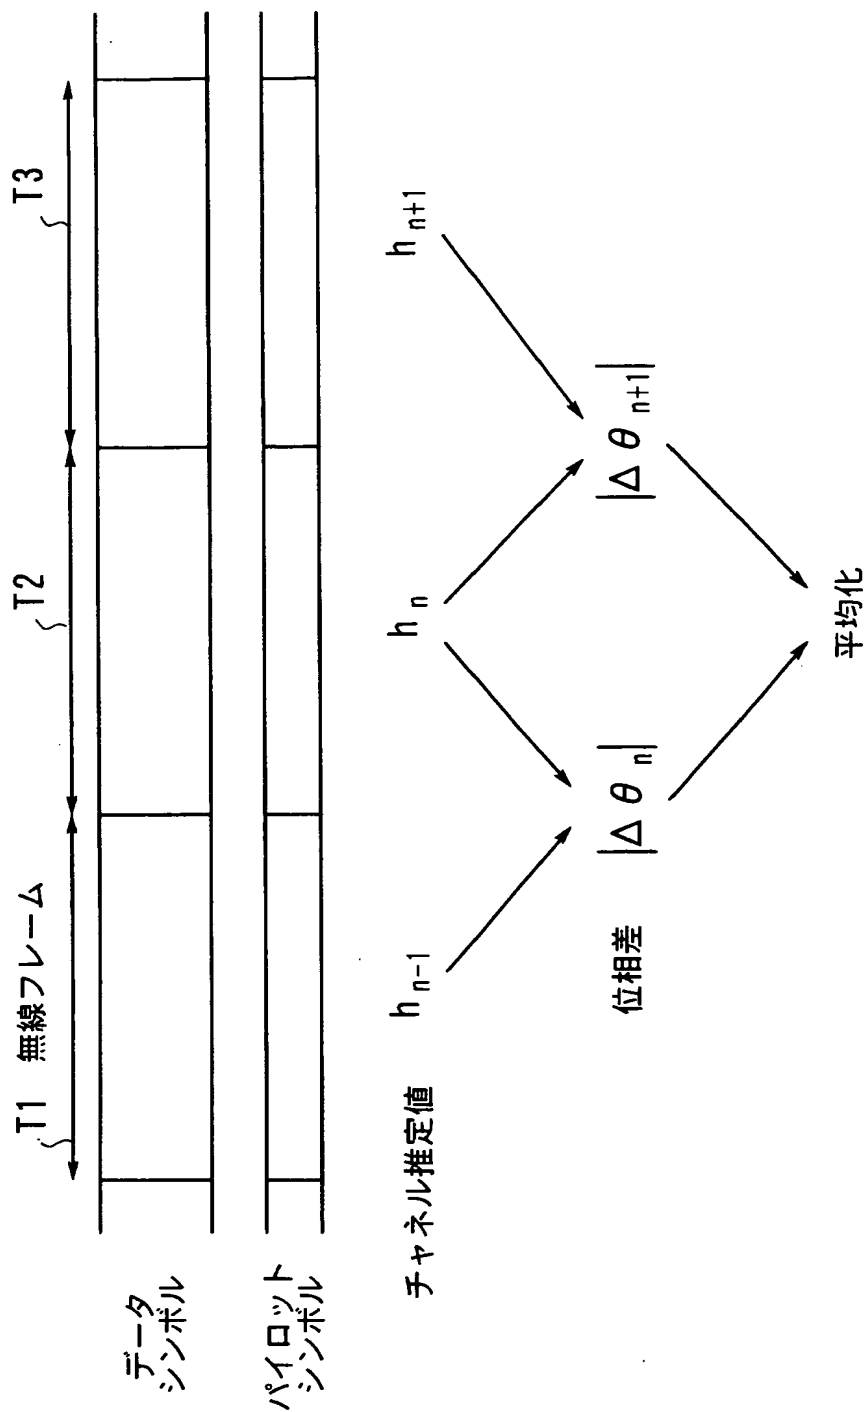 T1 無線フレーム
T2
T3
データ
シンボル
パイロット
シンボル
チャネル推定値
h n-1
h n
h n+1
位相差
|Δ θ n|
|Δ θ n+1|
平均化